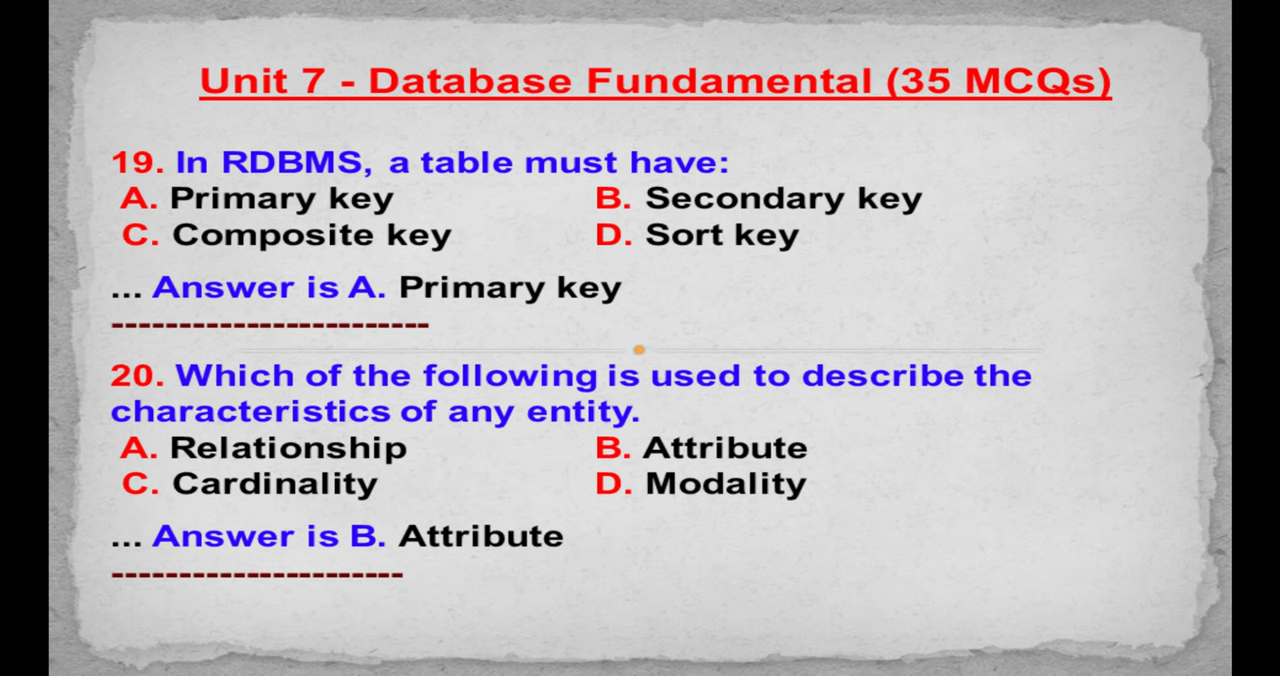 Unit 7 - Database Fundamental (35 MCQs)
19. In RDBMS, a table must have:
A. Primary key B. Secondary key
C. Composite key D. Sort key
... Answer is A. Primary key
------------------------
20. Which of the following is used to describe the
characteristics of any entity.
A. Relationship B. Attribute
C. Cardinality D. Modality
... Answer is B. Attribute
----------------------